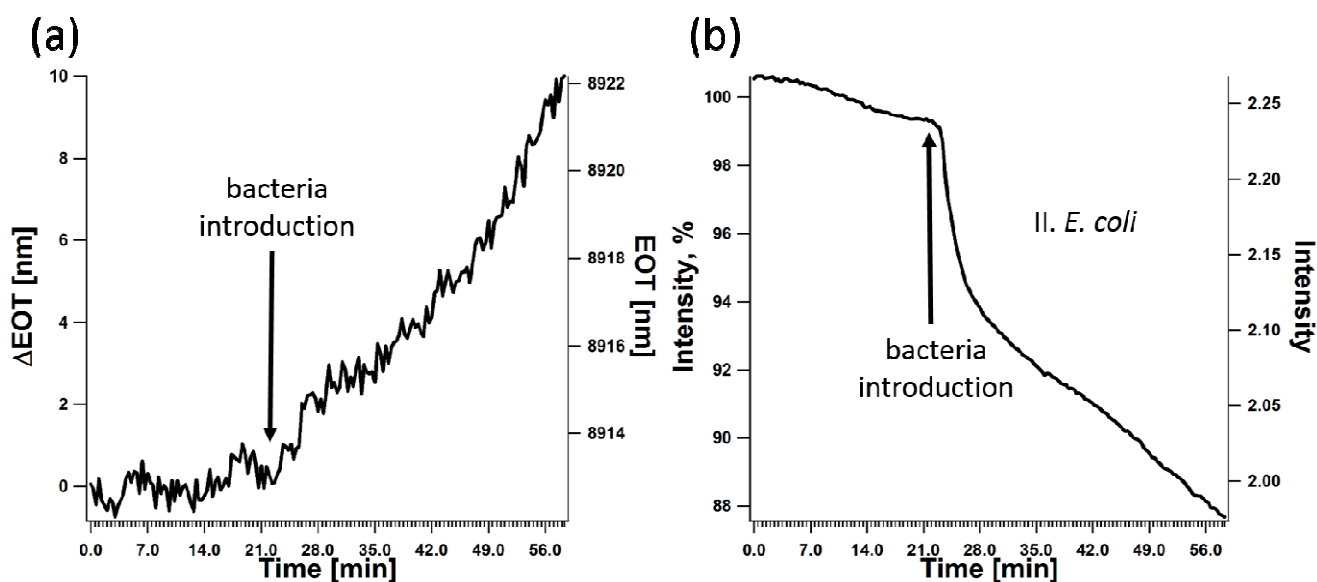 (a)
10
8
6
4
2
0
ΔEOT [nm]
bacteria
introduction
8922
8920
8918
8916
8914
EOT [nm]
0.0 7.0 14.0 21.0 28.0 35.0 42.0 49.0 56.0
Time [min]
(b)
100
98
96
94
92
90
88
Intensity, %
II. E. coli
bacteria
introduction
2.25
2.20
2.15
2.10
2.05
2.00
Intensity
0.0 7.0 14.0 21.0 28.0 35.0 42.0 49.0 56.0
Time [min]